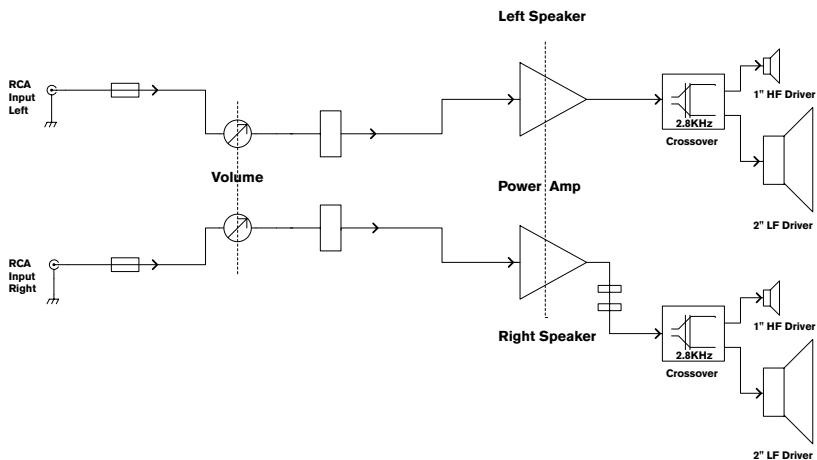 Left Speaker
RCA
Input
Left
1" HF Driver
2.8KHz
Crossover
Volume
Power Amp
2" LF Driver
RCA
Input
Right
1" HF Driver
Right Speaker
2.8KHz
Crossover
2" LF Driver